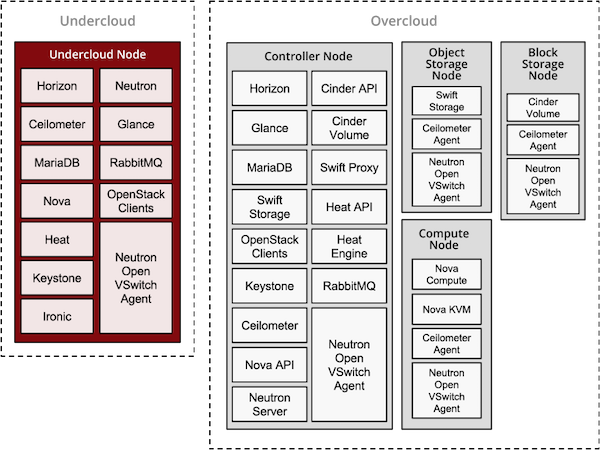 Undercloud
Undercloud Node
Horizon
Neutron
Ceilometer
Glance
MariaDB
RabbitMQ
Nova
OpenStack
Clients
Heat
Neutron
Open
VSwitch
Agent
Keystone
Ironic
Overcloud
Controller Node
Horizon
Cinder API
Glance
Cinder
Volume
MariaDB
Swift Proxy
Swift
Storage
Heat API
OpenStack
Clients
Heat
Engine
Keystone
RabbitMQ
Ceilometer
Neutron
Open
VSwitch
Agent
Nova API
Neutron
Server
Object
Storage
Node
Swift
Storage
Ceilometer
Agent
Neutron
Open
VSwitch
Agent
Block
Storage
Node
Cinder
Volume
Ceilometer
Agent
Neutron
Open
VSwitch
Agent
Compute
Node
Nova
Compute
Nova KVM
Ceilometer
Agent
Neutron
Open
VSwitch
Agent